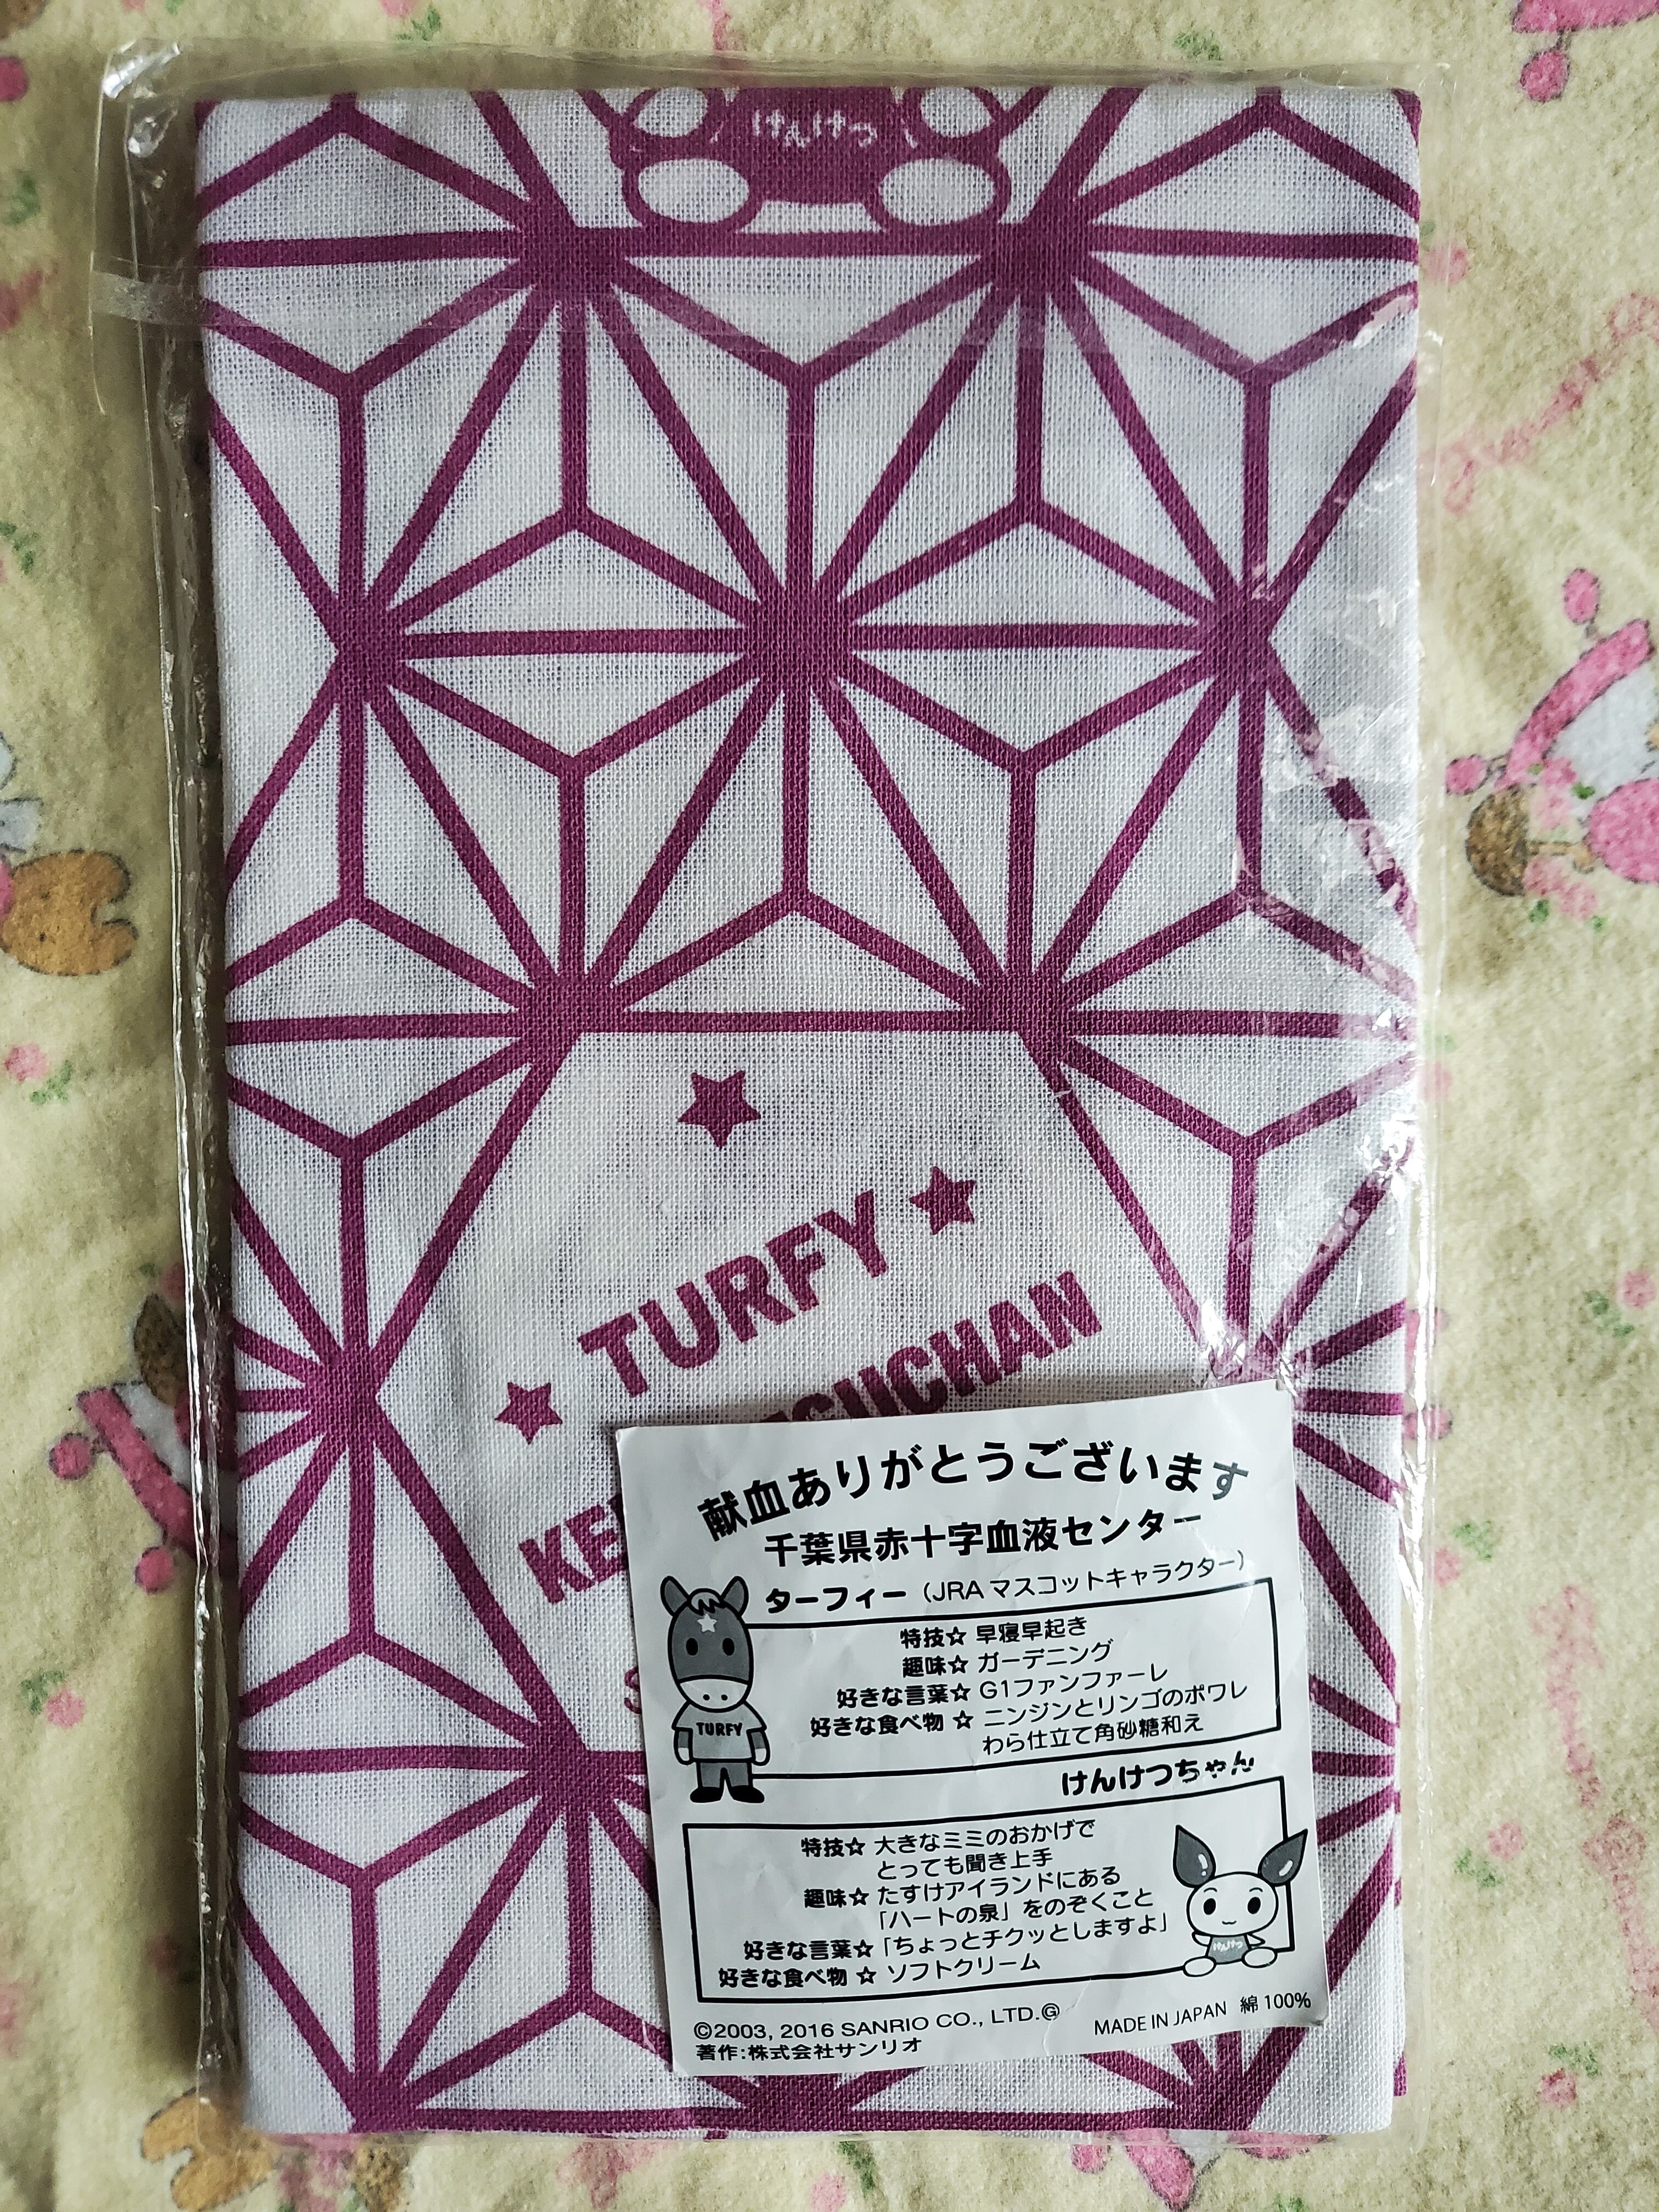 けんけつ
TURFY
KE SUCHAN
献血ありがとうございます
千葉県赤十字血液センター
ターフィー（JRAマスコットキャラクター）
特技☆ 早寝早起き
趣味☆ ガーデニング
好きな言葉☆ G1ファンファーレ
好きな食べ物 ☆ ニンジンとリンゴのポワレ
わら仕立て角砂糖和え
TURFY
けんけつちゃん
特技☆ 大きなミミのおかげで
とっても聞き上手
趣味☆ たすけアイランドにある
「ハートの泉」をのぞくこと
好きな言葉☆「ちょっとチクッとしますよ」
好きな食べ物 ☆ ソフトクリーム
けんけつ
©2003, 2016 SANRIO CO., LTD.Ⓖ
著作:株式会社サンリオ
MADE IN JAPAN 綿100%